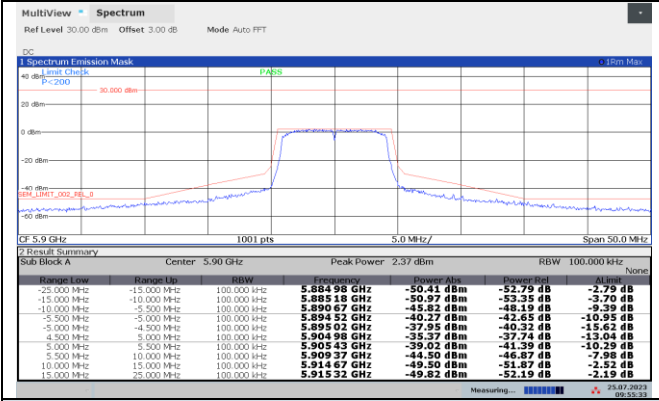 MultiView Spectrum
Ref Level 30.00 dBm Offset 3.00 dB Mode Auto FFT
DC
1 Spectrum Emission Mask 1Rm Max
40 dBm Limit Check PASS
P<200
30.000 dBm
20 dBm
0 dBm
-20 dBm
-40 dBm
SEM_LIMIT_002_REL_0
-60 dBm
CF 5.9 GHz 1001 pts 5.0 MHz/ Span 50.0 MHz
2 Result Summary
Sub Block A Center 5.90 GHz Peak Power 2.37 dBm RBW 100.000 kHz
None
Range Low Range Up RBW Frequency Power Abs Power Rel ΔLimit
-25.000 MHz -15.000 MHz 100.000 kHz 5.884 98 GHz -50.41 dBm -52.79 dB -2.79 dB
-15.000 MHz -10.000 MHz 100.000 kHz 5.885 18 GHz -50.97 dBm -53.35 dB -3.70 dB
-10.000 MHz -5.500 MHz 100.000 kHz 5.890 67 GHz -45.82 dBm -48.19 dB -9.39 dB
-5.500 MHz -5.000 MHz 100.000 kHz 5.894 52 GHz -40.27 dBm -42.65 dB -10.95 dB
-5.000 MHz -4.500 MHz 100.000 kHz 5.895 02 GHz -37.95 dBm -40.32 dB -15.62 dB
4.500 MHz 5.000 MHz 100.000 kHz 5.904 98 GHz -35.37 dBm -37.74 dB -13.04 dB
5.000 MHz 5.500 MHz 100.000 kHz 5.905 43 GHz -39.02 dBm -41.39 dB -10.29 dB
5.500 MHz 10.000 MHz 100.000 kHz 5.909 37 GHz -44.50 dBm -46.87 dB -7.98 dB
10.000 MHz 15.000 MHz 100.000 kHz 5.914 67 GHz -49.50 dBm -51.87 dB -2.52 dB
15.000 MHz 25.000 MHz 100.000 kHz 5.915 32 GHz -49.82 dBm -52.19 dB -2.19 dB
Measuring... 25.07.2023
09:55:33